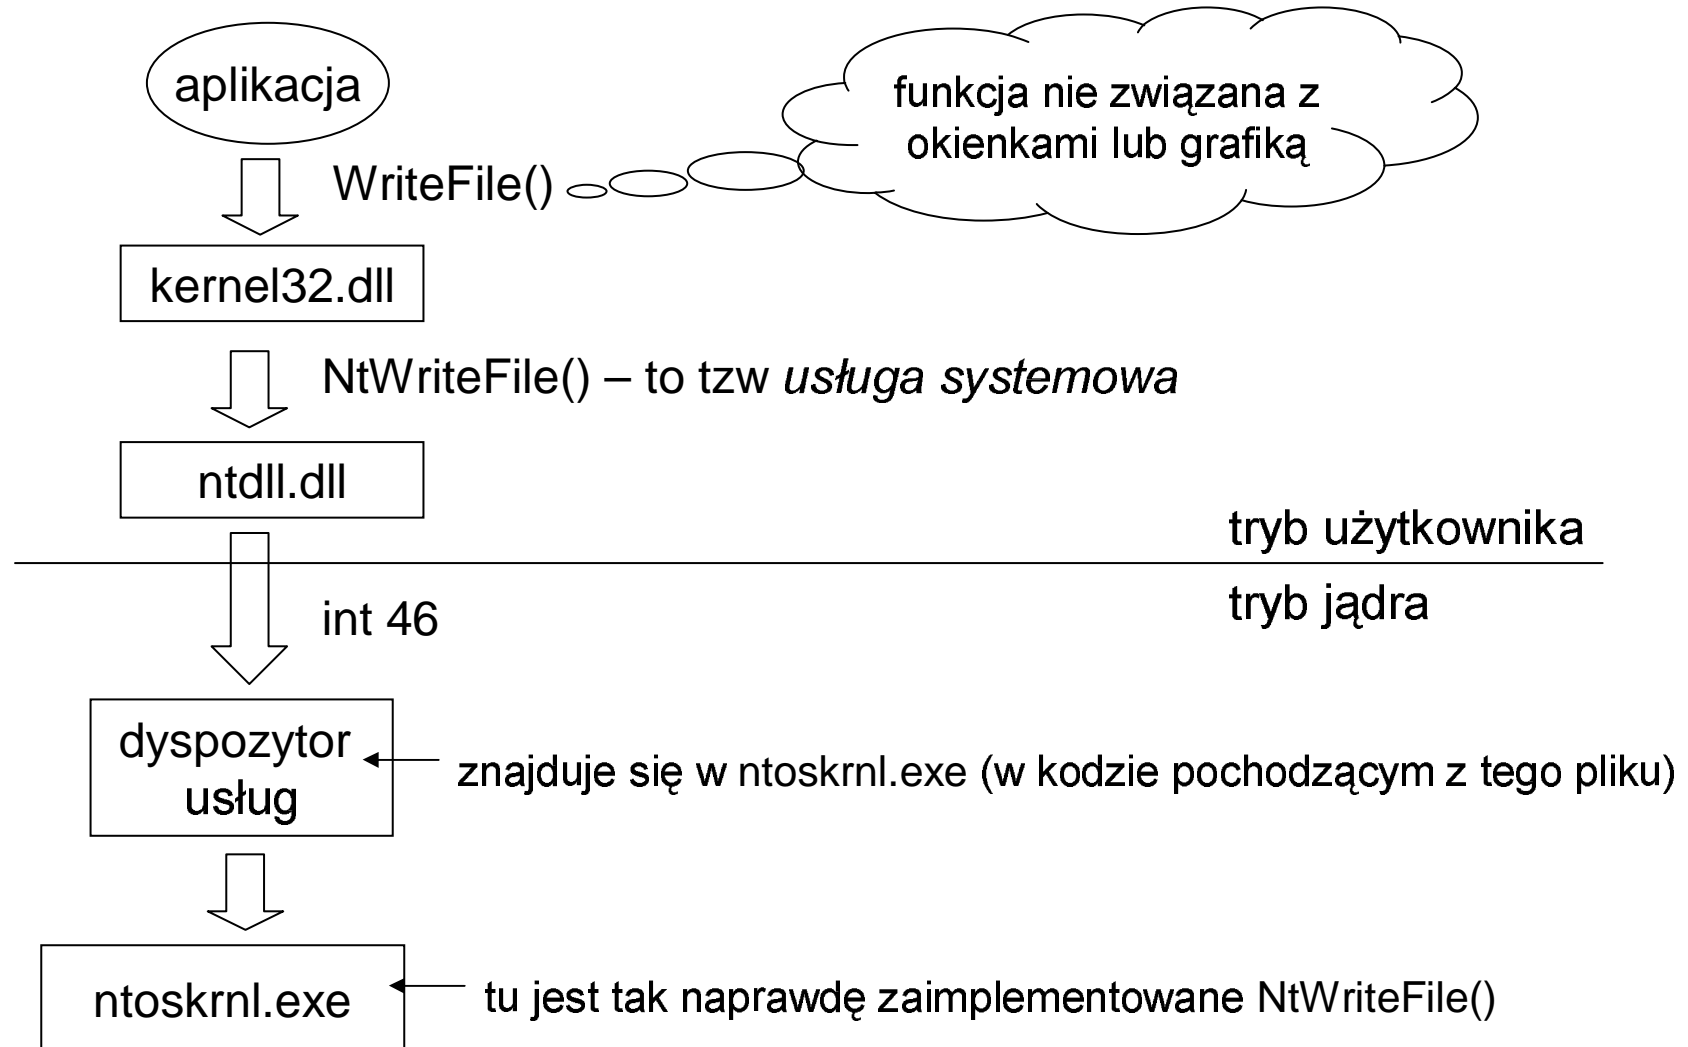 aplikacja
funkcja nie związana z
okienkami lub grafiką
WriteFile()
kernel32.dll
NtWriteFile() – to tzw usługa systemowa
ntdll.dll
tryb użytkownika
tryb jądra
int 46
dyspozytor
usług
znajduje się w ntoskrnl.exe (w kodzie pochodzącym z tego pliku)
ntoskrnl.exe
tu jest tak naprawdę zaimplementowane NtWriteFile()